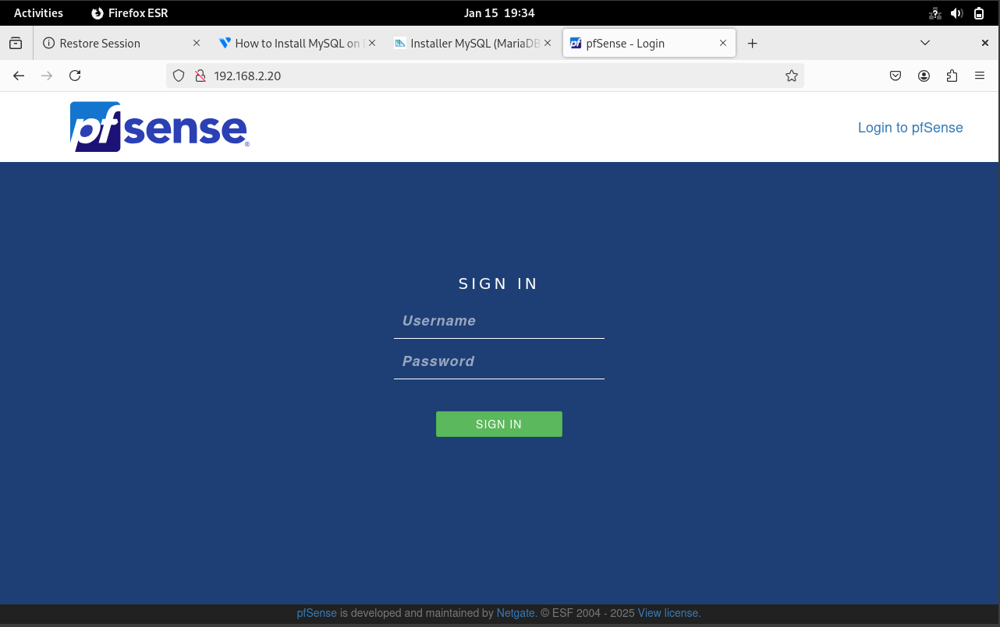 Activities Firefox ESR Jan 15 19:34
Restore Session How to Install MySQL on Installer MySQL (MariaDB pfSense - Login
192.168.2.20
pfsense® Login to pfSense
SIGN IN
Username
Password
SIGN IN
pfSense is developed and maintained by Netgate. © ESF 2004 - 2025 View license.